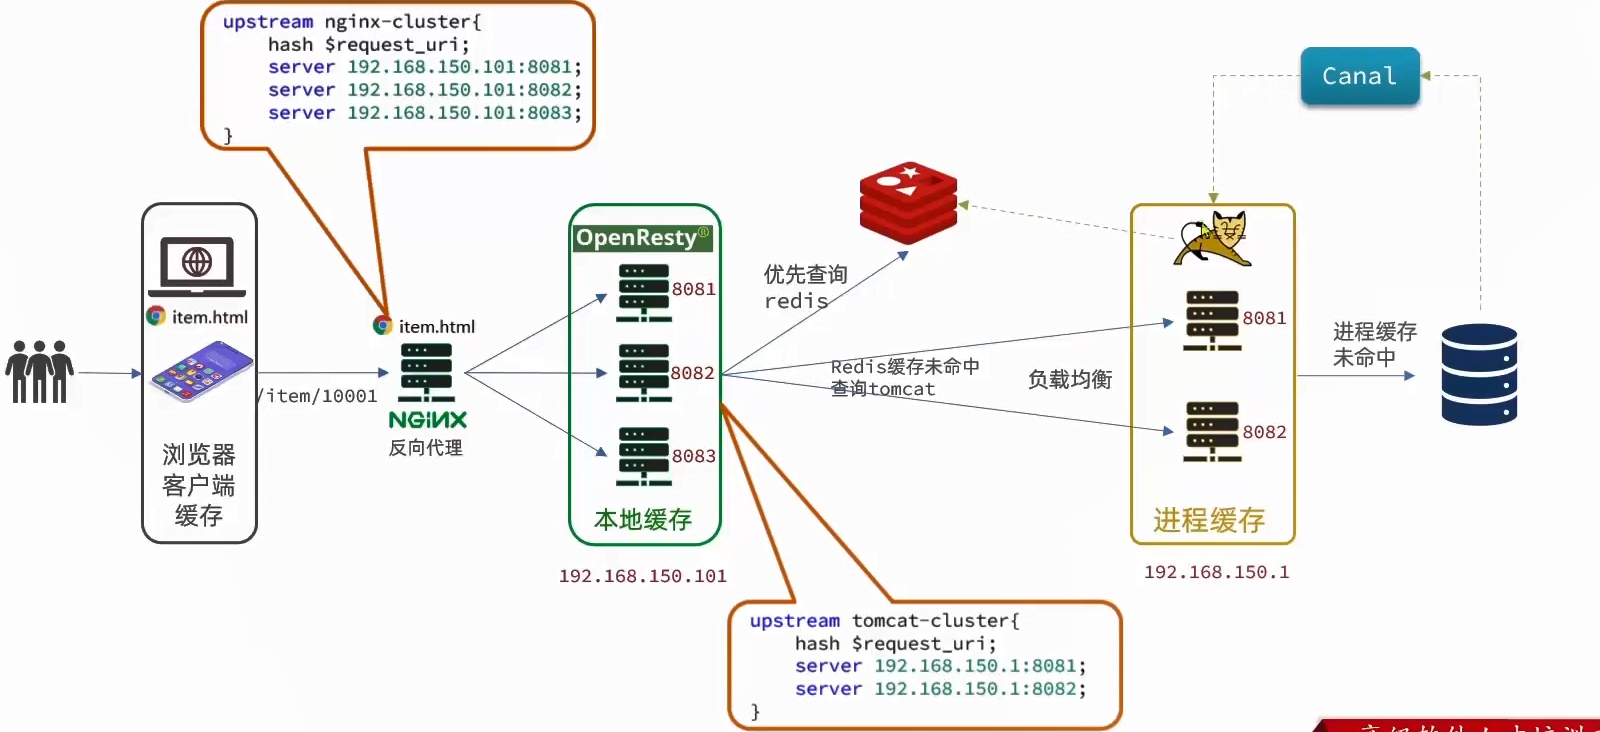 upstream nginx-cluster{
hash $request_uri;
server 192.168.150.101:8081;
server 192.168.150.101:8082;
server 192.168.150.101:8083;
}
Canal
OpenResty®
8081
8082
8083
本地缓存
192.168.150.101
item.html
浏览器
客户端
缓存
/item/10001
item.html
NGiNX
反向代理
优先查询
redis
Redis缓存未命中
查询tomcat
负载均衡
8081
8082
进程缓存
192.168.150.1
进程缓存
未命中
upstream tomcat-cluster{
hash $request_uri;
server 192.168.150.1:8081;
server 192.168.150.1:8082;
}